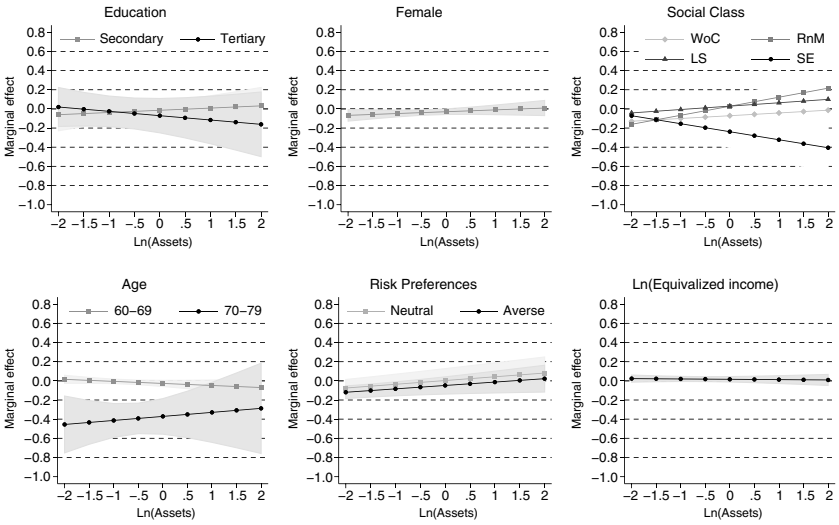 Education
0.8
0.6
0.4
0.2
0.0
−0.2
−0.4
−0.6
−0.8
−1.0
Marginal effect
Secondary Tertiary
−2 −1.5 −1 −.5 0 .5 1 1.5 2
Ln(Assets)
Female
0.8
0.6
0.4
0.2
0.0
−0.2
−0.4
−0.6
−0.8
−1.0
Marginal effect
−2 −1.5 −1 −.5 0 .5 1 1.5 2
Ln(Assets)
Social Class
0.8
0.6
0.4
0.2
0.0
−0.2
−0.4
−0.6
−0.8
−1.0
Marginal effect
WoC RnM
LS SE
−2 −1.5 −1 −.5 0 .5 1 1.5 2
Ln(Assets)
Age
0.8
0.6
0.4
0.2
0.0
−0.2
−0.4
−0.6
−0.8
−1.0
Marginal effect
60−69 70−79
−2 −1.5 −1 −.5 0 .5 1 1.5 2
Ln(Assets)
Risk Preferences
0.8
0.6
0.4
0.2
0.0
−0.2
−0.4
−0.6
−0.8
−1.0
Marginal effect
Neutral Averse
−2 −1.5 −1 −.5 0 .5 1 1.5 2
Ln(Assets)
Ln(Equivalized income)
0.8
0.6
0.4
0.2
0.0
−0.2
−0.4
−0.6
−0.8
−1.0
Marginal effect
−2 −1.5 −1 −.5 0 .5 1 1.5 2
Ln(Assets)